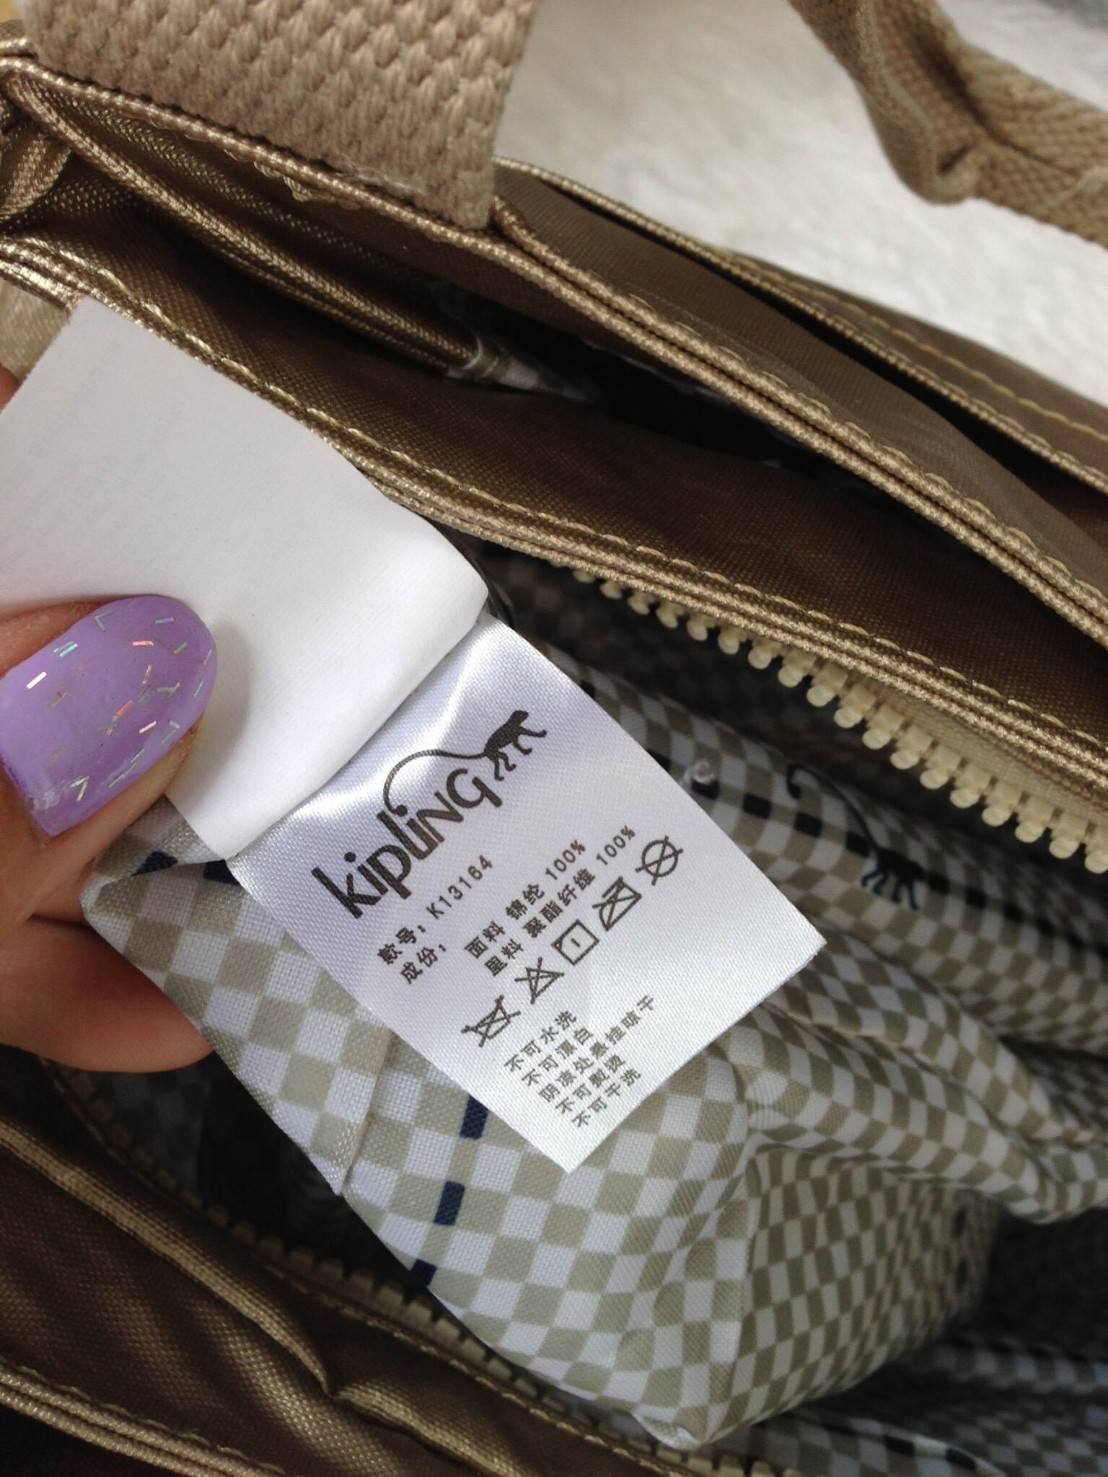 kipling
款号: K13164
成份: 面料 锦纶 100%
里料 聚酯纤维 100%
不可水洗
不可漂白
阴凉处悬挂晾干
不可熨烫
不可干洗